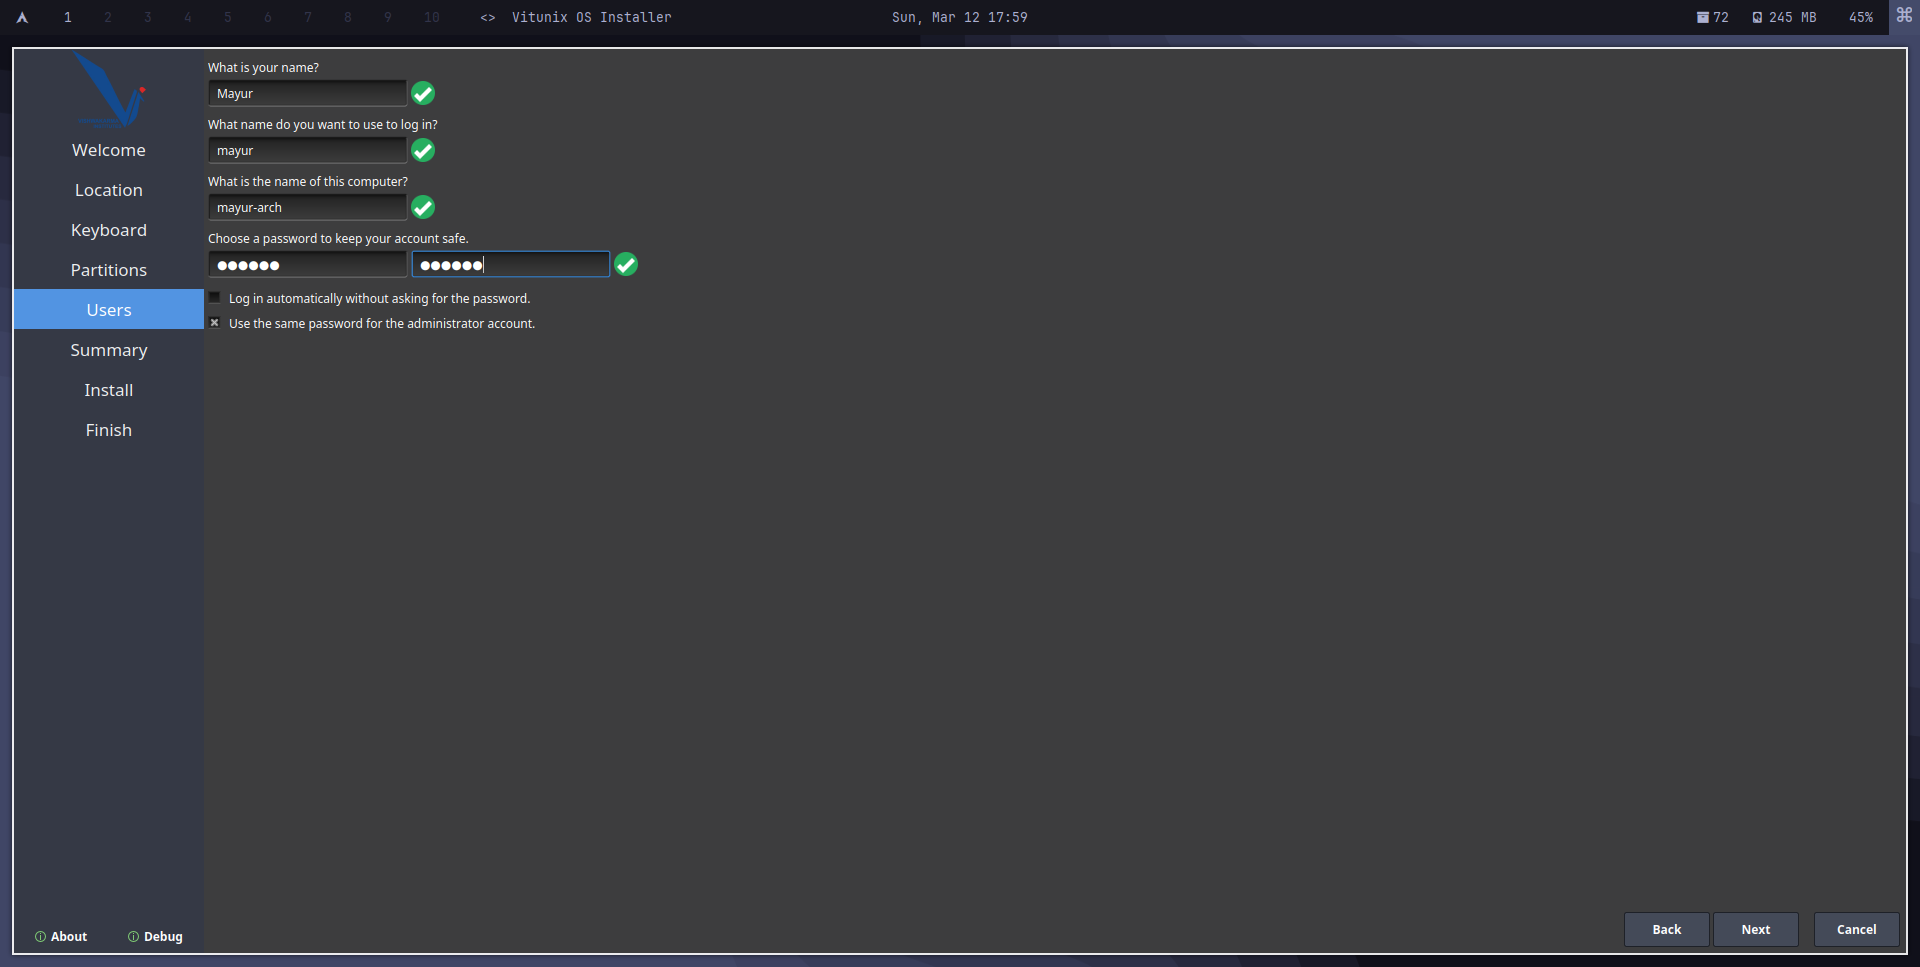 1 2 3 4 5 6 7 8 9 10 <> Vitunix OS Installer Sun, Mar 12 17:59 72 245 MB 45%
Welcome
Location
Keyboard
Partitions
Users
Summary
Install
Finish
About Debug
What is your name?
Mayur
What name do you want to use to log in?
mayur
What is the name of this computer?
mayur-arch
Choose a password to keep your account safe.
●●●●●● ●●●●●●
Log in automatically without asking for the password.
Use the same password for the administrator account.
Back Next Cancel